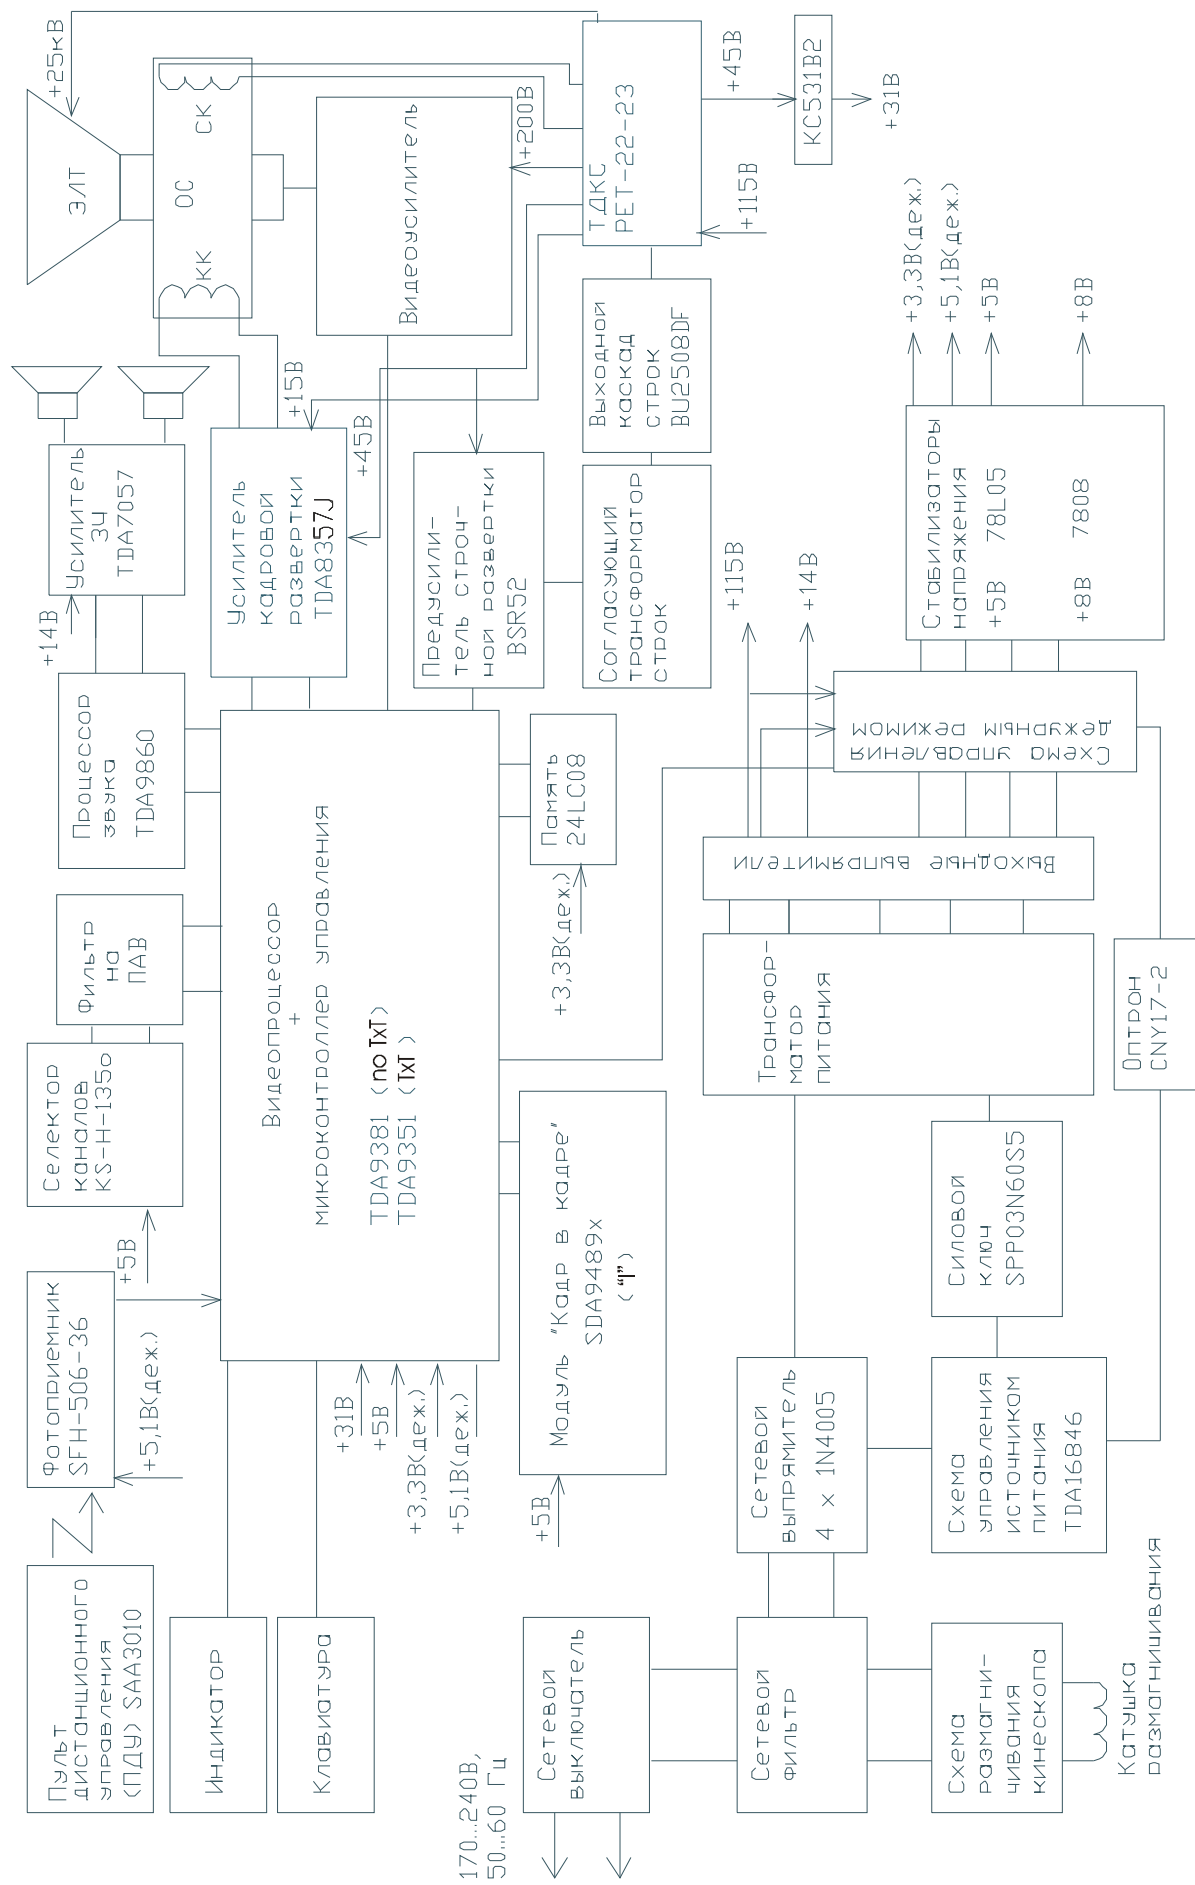 Пульт
дистанционного
управления
(ПДУ) SAA3010
Фотоприемник
SFH-506-36
+5,1В(деж.)
Селектор
каналов
KS-H-135o
+5В
Фильтр
на
ПАВ
Процессор
звука
TDA9860
Усилитель
ЗЧ
TDA7057
+14В
ЭЛТ
+25кВ
КК
ОС
СК
Индикатор
Клавиатура
+31В
+5В
+3,3В(деж.)
+5,1В(деж.)
Видеопроцессор
+
микроконтроллер управления
TDA9381 (no TxT)
TDA9351 (TxT)
Усилитель
кадровой
развертки
TDA8357J
+15В
+45В
Видеоусилитель
+200В
Предусили-
тель строч-
ной развертки
BSR52
Память
24LC08
+3,3В(деж.)
Модуль "Кадр в кадре"
SDA9489x
("I")
+5В
Согласующий
трансформатор
строк
Выходной
каскад
строк
BU2508DF
ТДКС
PET-22-23
+115В
+45В
КС531В2
+31В
170...240В,
50...60 Гц
Сетевой
выключатель
Сетевой
фильтр
Сетевой
выпрямитель
4 x 1N4005
Трансфор-
матор
питания
Выходные выпрямители
+115В
+14В
Схема управления
дежурным режимом
Стабилизаторы
напряжения
+5В 78L05
+8В 7808
+3,3В(деж.)
+5,1В(деж.)
+5В
+8В
Схема
размагни-
чивания
кинескопа
Катушка
размагничивания
Схема
управления
источником
питания
TDA16846
Силовой
ключ
SPP03N60S5
Оптрон
CNY17-2